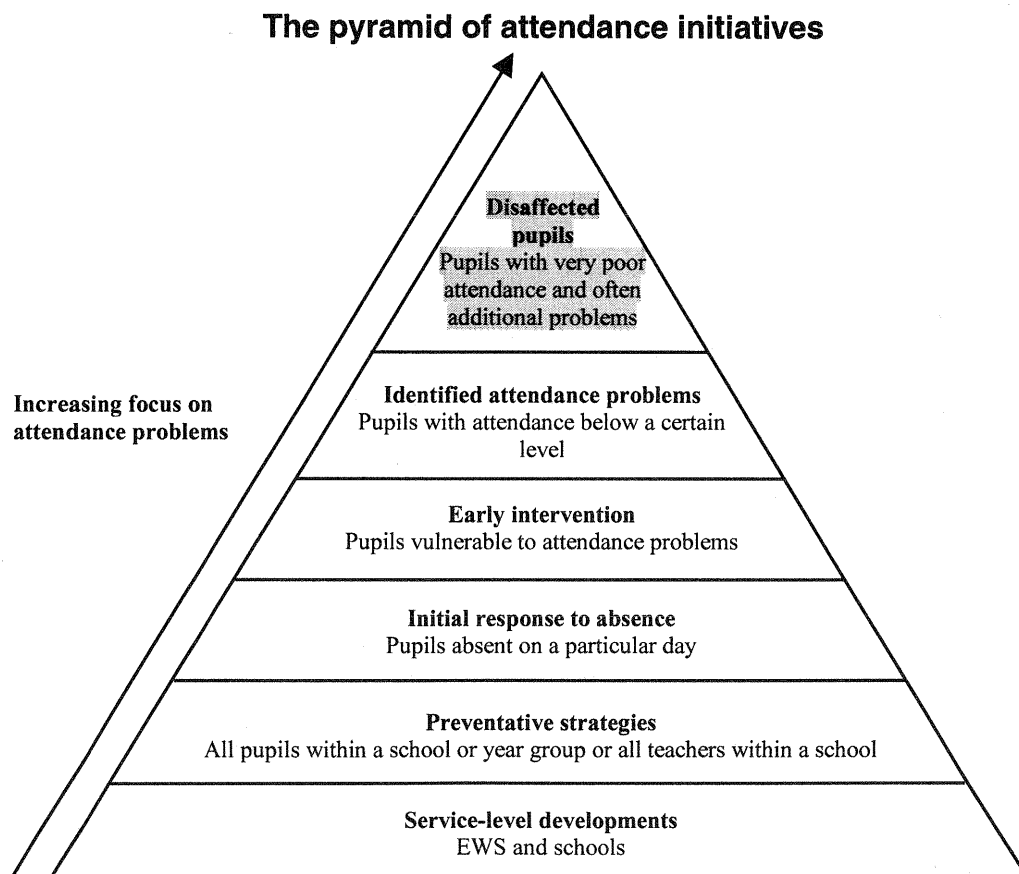 The pyramid of attendance initiatives
Disaffected
pupils
Pupils with very poor
attendance and often
additional problems
Increasing focus on
attendance problems
Identified attendance problems
Pupils with attendance below a certain
level
Early intervention
Pupils vulnerable to attendance problems
Initial response to absence
Pupils absent on a particular day
Preventative strategies
All pupils within a school or year group or all teachers within a school
Service-level developments
EWS and schools